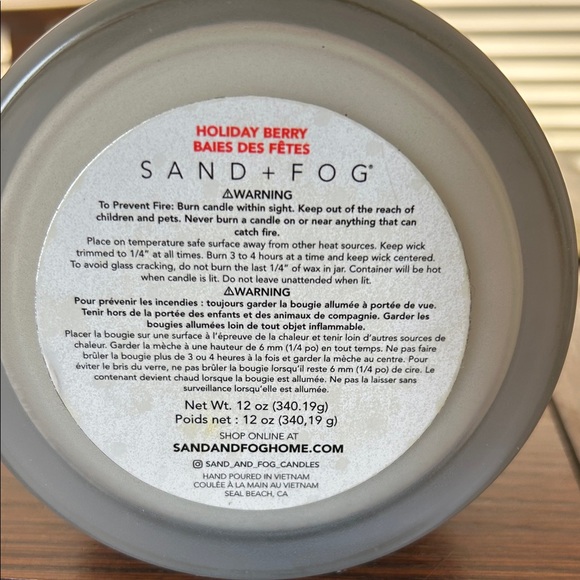 HOLIDAY BERRY
BAIES DES FÊTES
SAND + FOG®
⚠WARNING
To Prevent Fire: Burn candle within sight. Keep out of the reach of
children and pets. Never burn a candle on or near anything that can
catch fire.
Place on temperature safe surface away from other heat sources. Keep wick
trimmed to 1/4" at all times. Burn 3 to 4 hours at a time and keep wick centered.
To avoid glass cracking, do not burn the last 1/4" of wax in jar. Container will be hot
when candle is lit. Do not leave unattended when lit.
⚠WARNING
Pour prévenir les incendies : toujours garder la bougie allumée à portée de vue.
Tenir hors de la portée des enfants et des animaux de compagnie. Garder les
bougies allumées loin de tout objet inflammable.
Placer la bougie sur une surface à l'épreuve de la chaleur et tenir loin d'autres sources de
chaleur. Garder la mèche à une hauteur de 6 mm (1/4 po) en tout temps. Ne pas faire
brûler la bougie plus de 3 ou 4 heures à la fois et garder la mèche au centre. Pour
éviter le bris du verre, ne pas brûler la bougie lorsqu'il reste 6 mm (1/4 po) de cire. Le
contenant devient chaud lorsque la bougie est allumée. Ne pas la laisser sans
surveillance lorsqu'elle est allumée.
Net Wt. 12 oz (340.19g)
Poids net : 12 oz (340,19 g)
SHOP ONLINE AT
SANDANDFOGHOME.COM
SAND_AND_FOG_CANDLES
HAND POURED IN VIETNAM
COULÉE À LA MAIN AU VIETNAM
SEAL BEACH, CA